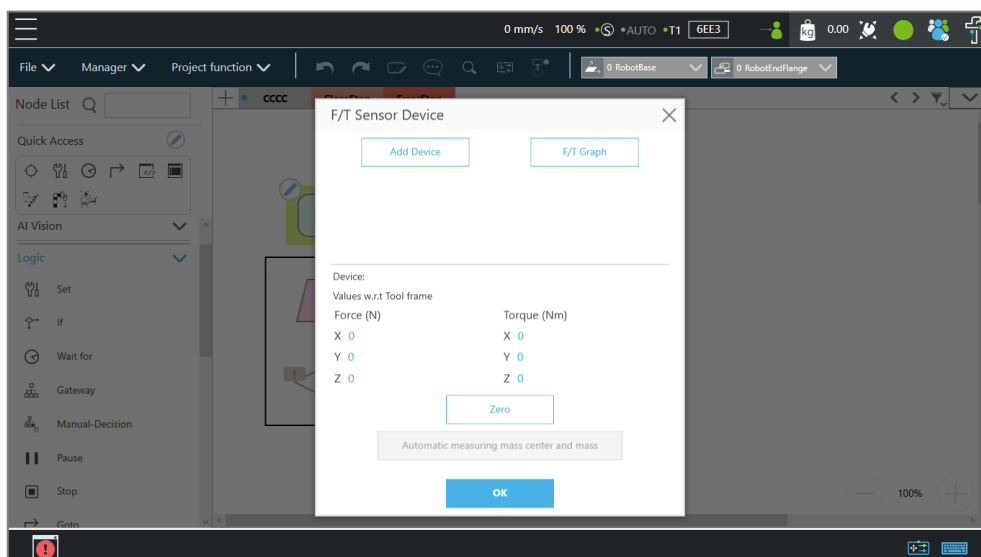 0 mm/s 100 % •Ⓢ •AUTO •T1 6EE3 kg 0.00
File Manager Project function 0 RobotBase 0 RobotEndFlange
Node List
cccc
Quick Access
AI Vision
Logic
Set
If
Wait for
Gateway
Manual-Decision
Pause
Stop
Goto
F/T Sensor Device
Add Device F/T Graph
Device:
Values w.r.t Tool frame
Force (N) Torque (Nm)
X 0 X 0
Y 0 Y 0
Z 0 Z 0
Zero
Automatic measuring mass center and mass
OK
100%